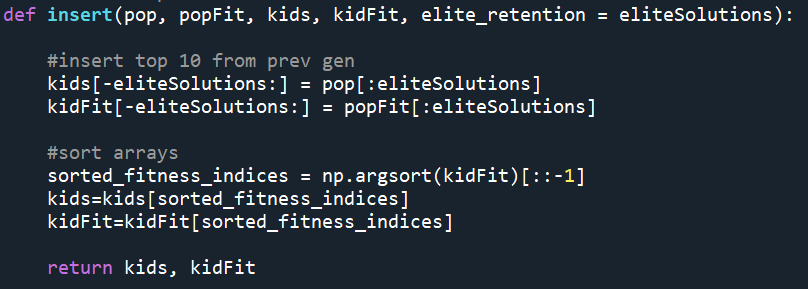 def insert(pop, popFit, kids, kidFit, elite_retention = eliteSolutions):
#insert top 10 from prev gen
kids[-eliteSolutions:] = pop[:eliteSolutions]
kidFit[-eliteSolutions:] = popFit[:eliteSolutions]
#sort arrays
sorted_fitness_indices = np.argsort(kidFit)[::-1]
kids=kids[sorted_fitness_indices]
kidFit=kidFit[sorted_fitness_indices]
return kids, kidFit